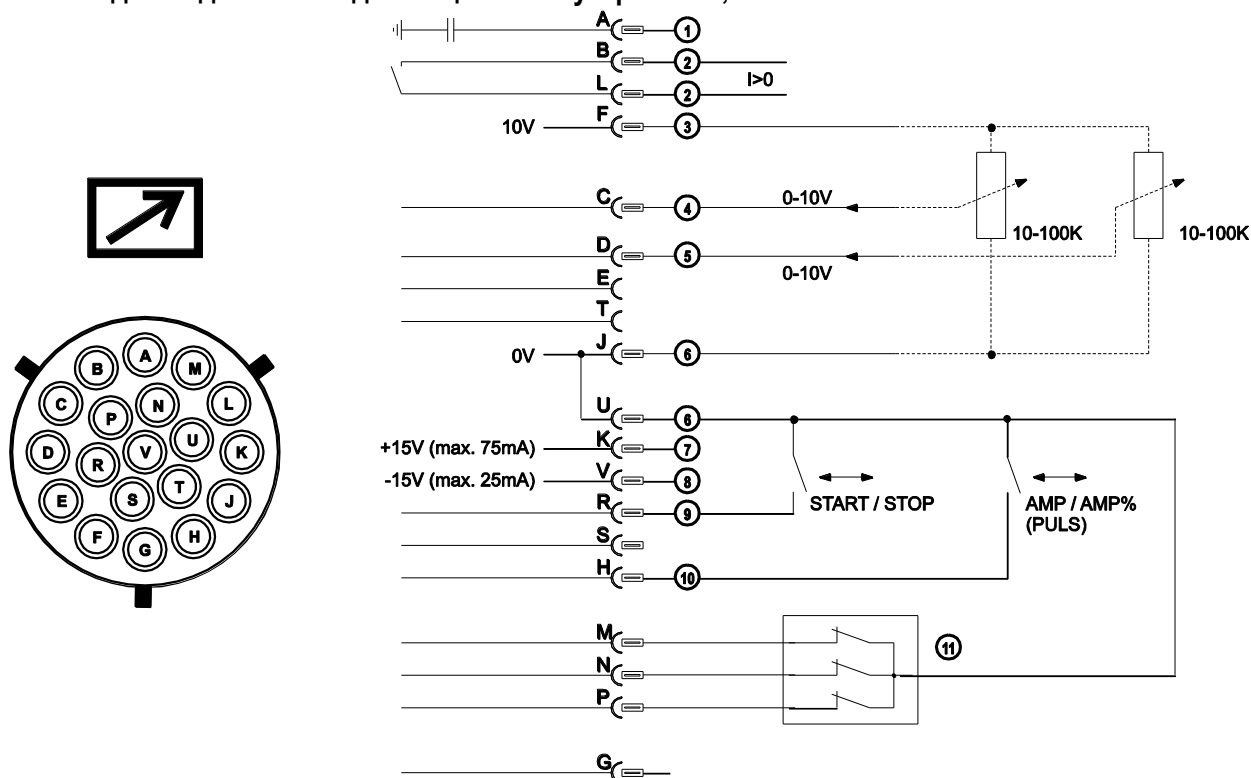 A
1
B
2
L
2
I>0
F
10V
3
C
4
0-10V
10-100K
10-100K
D
5
0-10V
E
T
J
0V
6
U
6
K
+15V (max. 75mA)
7
V
-15V (max. 25mA)
8
R
9
START / STOP
AMP / AMP%
(PULS)
S
H
10
M
11
N
P
G
A
B
M
C
N
L
P
U
D
V
K
R
T
E
S
J
F
H
G